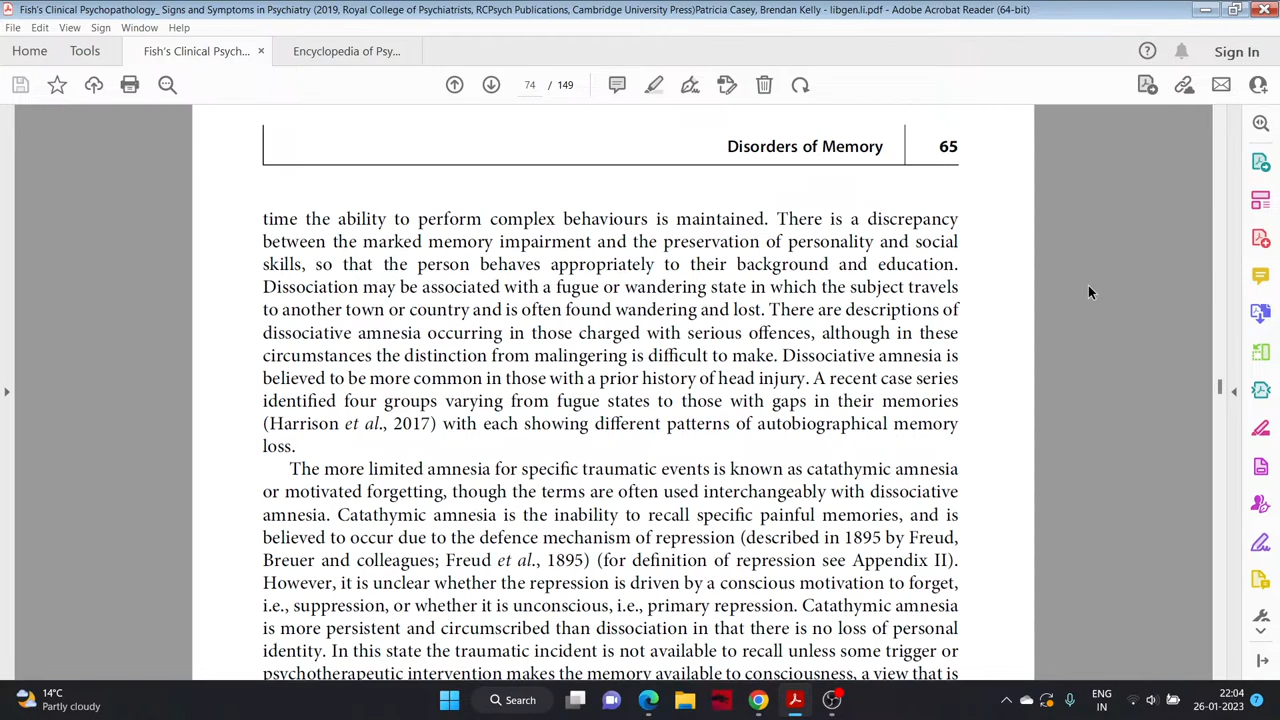 Fish's Clinical Psychopathology_ Signs and Symptoms in Psychiatry (2019, Royal College of Psychiatrists, RCPsych Publications, Cambridge University Press)Patricia Casey, Brendan Kelly - libgen.li.pdf - Adobe Acrobat Reader (64-bit)
File Edit View Sign Window Help
Home Tools Fish's Clinical Psych... × Encyclopedia of Psy... Sign In
74 / 149
Disorders of Memory 65
time the ability to perform complex behaviours is maintained. There is a discrepancy
between the marked memory impairment and the preservation of personality and social
skills, so that the person behaves appropriately to their background and education.
Dissociation may be associated with a fugue or wandering state in which the subject travels
to another town or country and is often found wandering and lost. There are descriptions of
dissociative amnesia occurring in those charged with serious offences, although in these
circumstances the distinction from malingering is difficult to make. Dissociative amnesia is
believed to be more common in those with a prior history of head injury. A recent case series
identified four groups varying from fugue states to those with gaps in their memories
(Harrison et al., 2017) with each showing different patterns of autobiographical memory
loss.
The more limited amnesia for specific traumatic events is known as catathymic amnesia
or motivated forgetting, though the terms are often used interchangeably with dissociative
amnesia. Catathymic amnesia is the inability to recall specific painful memories, and is
believed to occur due to the defence mechanism of repression (described in 1895 by Freud,
Breuer and colleagues; Freud et al., 1895) (for definition of repression see Appendix II).
However, it is unclear whether the repression is driven by a conscious motivation to forget,
i.e., suppression, or whether it is unconscious, i.e., primary repression. Catathymic amnesia
is more persistent and circumscribed than dissociation in that there is no loss of personal
identity. In this state the traumatic incident is not available to recall unless some trigger or
psychotherapeutic intervention makes the memory available to consciousness, a view that is
14°C
Partly cloudy
Search
ENG
IN
22:04
26-01-2023